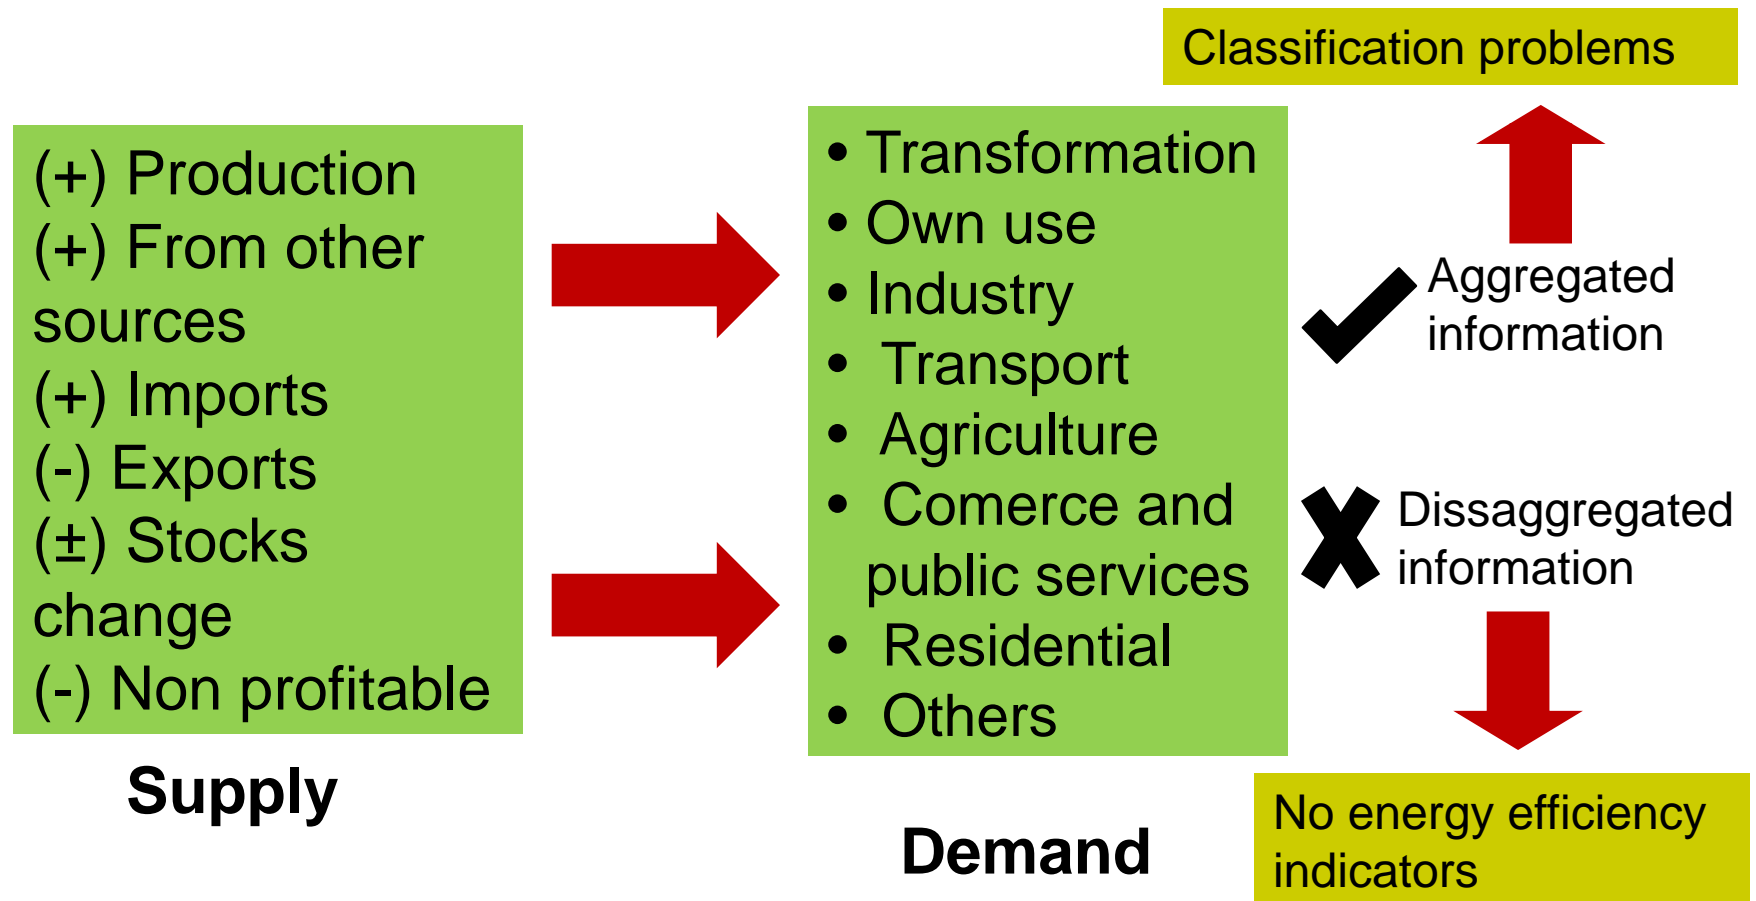 Classification problems
(+) Production
(+) From other
sources
(+) Imports
(-) Exports
(±) Stocks
change
(-) Non profitable
Supply
• Transformation
• Own use
• Industry
• Transport
• Agriculture
• Comerce and
public services
• Residential
• Others
Demand
Aggregated
information
Dissaggregated
information
No energy efficiency
indicators